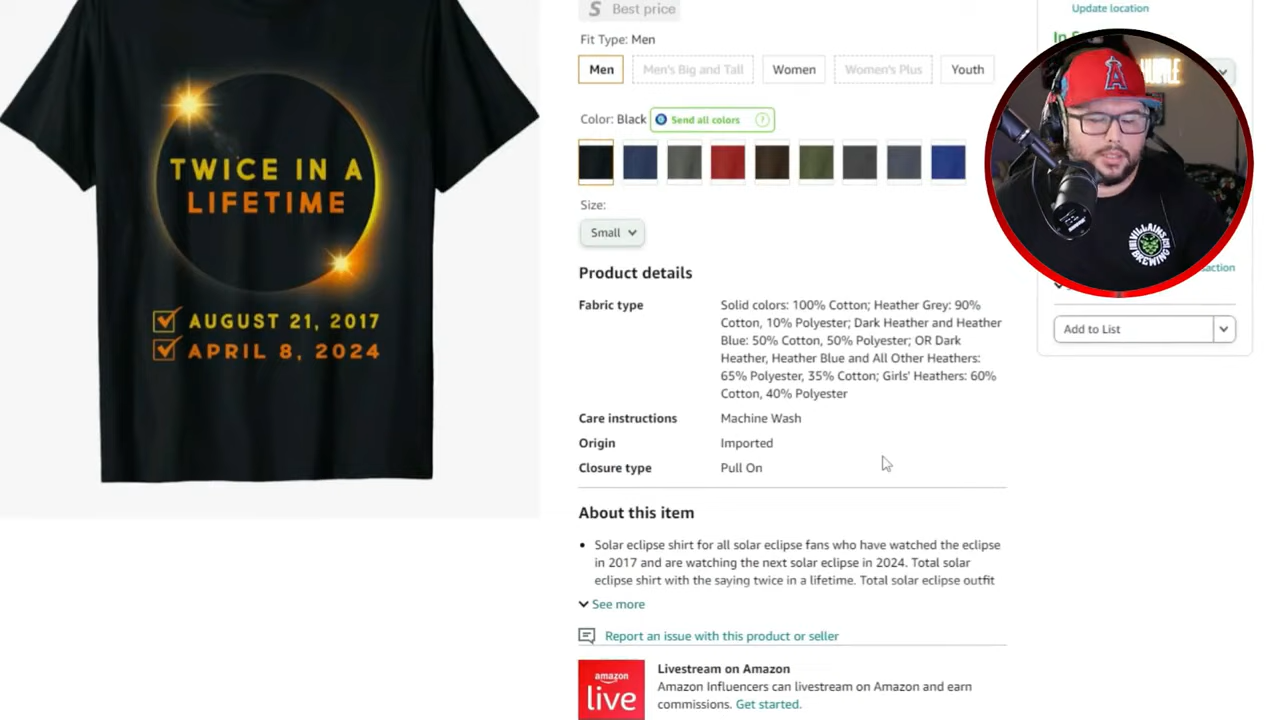 TWICE IN A
LIFETIME
AUGUST 21, 2017
APRIL 8, 2024
S Best price
Fit Type: Men
Men
Men's Big and Tall
Women
Women's Plus
Youth
Color: Black
Send all colors
?
Size:
Small
Product details
Fabric type
Solid colors: 100% Cotton; Heather Grey: 90%
Cotton, 10% Polyester; Dark Heather and Heather
Blue: 50% Cotton, 50% Polyester; OR Dark
Heather, Heather Blue and All Other Heathers:
65% Polyester, 35% Cotton; Girls' Heathers: 60%
Cotton, 40% Polyester
Care instructions
Machine Wash
Origin
Imported
Closure type
Pull On
About this item
• Solar eclipse shirt for all solar eclipse fans who have watched the eclipse
in 2017 and are watching the next solar eclipse in 2024. Total solar
eclipse shirt with the saying twice in a lifetime. Total solar eclipse outfit
See more
Report an issue with this product or seller
amazon
live
Livestream on Amazon
Amazon Influencers can livestream on Amazon and earn
commissions. Get started.
Update location
In
A
VILLAINS
BREWING
Add to List